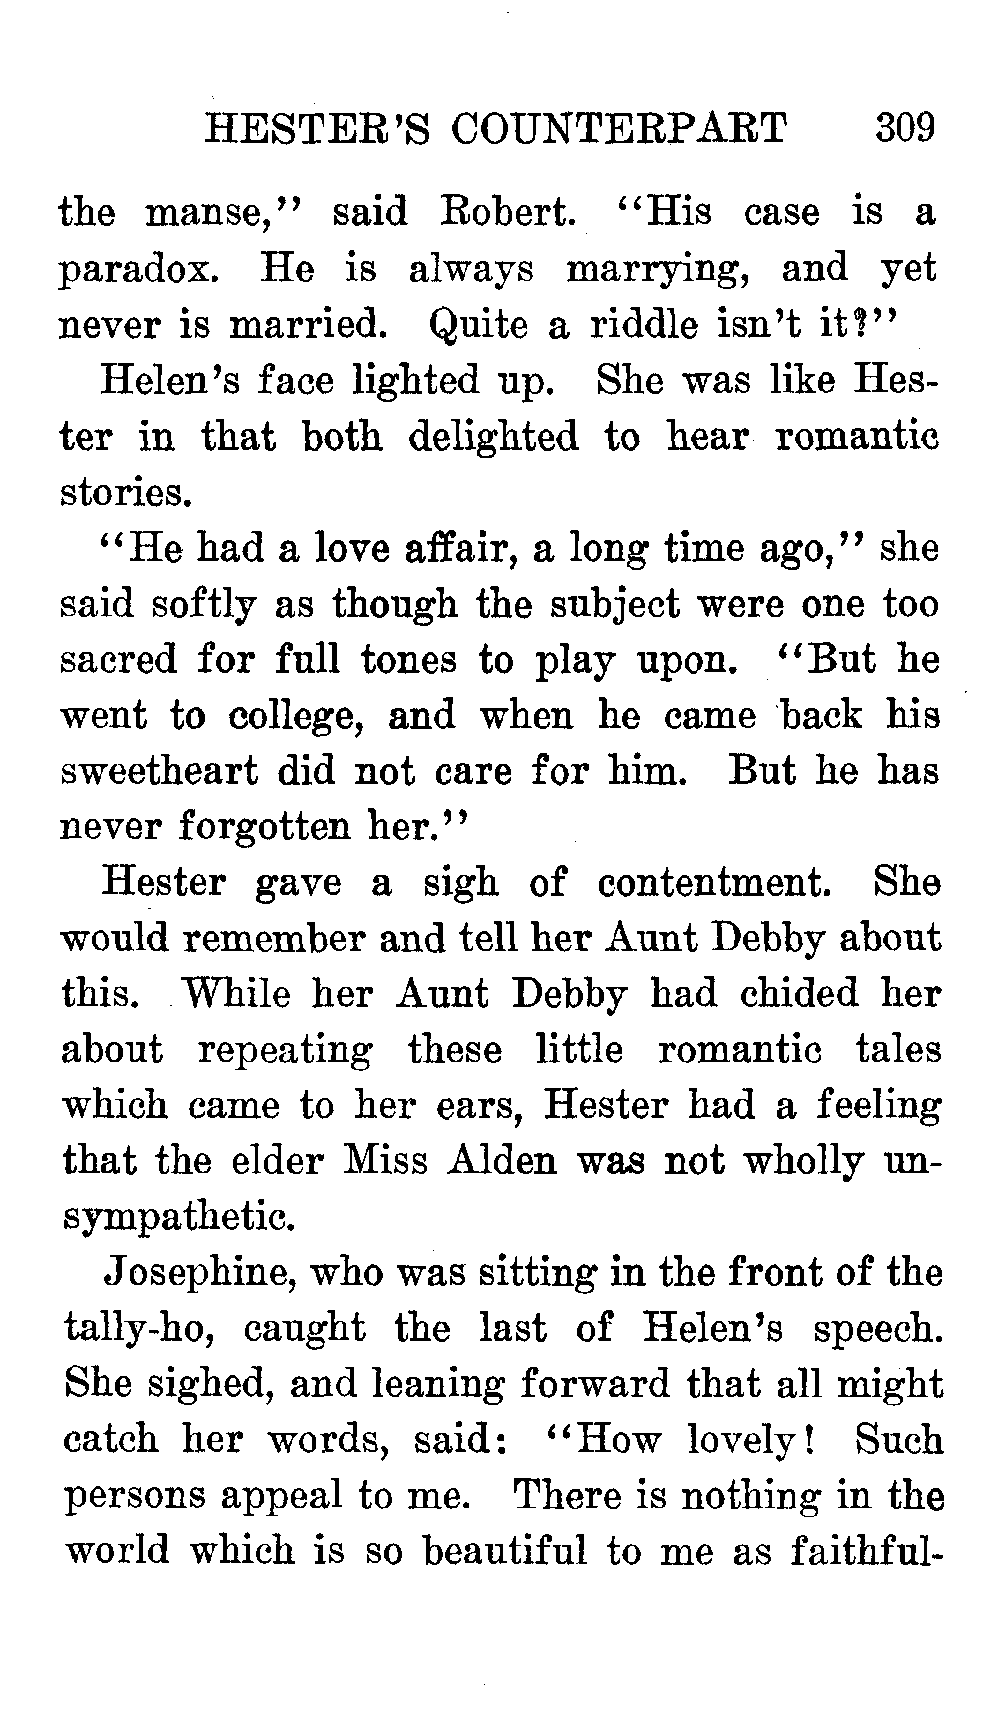 HESTER'S COUNTERPART 309
the manse," said Robert. "His case is a
paradox. He is always marrying, and yet
never is married. Quite a riddle isn't it?"
Helen's face lighted up. She was like Hes-
ter in that both delighted to hear romantic
stories.
"He had a love affair, a long time ago," she
said softly as though the subject were one too
sacred for full tones to play upon. "But he
went to college, and when he came back his
sweetheart did not care for him. But he has
never forgotten her."
Hester gave a sigh of contentment. She
would remember and tell her Aunt Debby about
this. While her Aunt Debby had chided her
about repeating these little romantic tales
which came to her ears, Hester had a feeling
that the elder Miss Alden was not wholly un-
sympathetic.
Josephine, who was sitting in the front of the
tally-ho, caught the last of Helen's speech.
She sighed, and leaning forward that all might
catch her words, said: "How lovely! Such
persons appeal to me. There is nothing in the
world which is so beautiful to me as faithful-